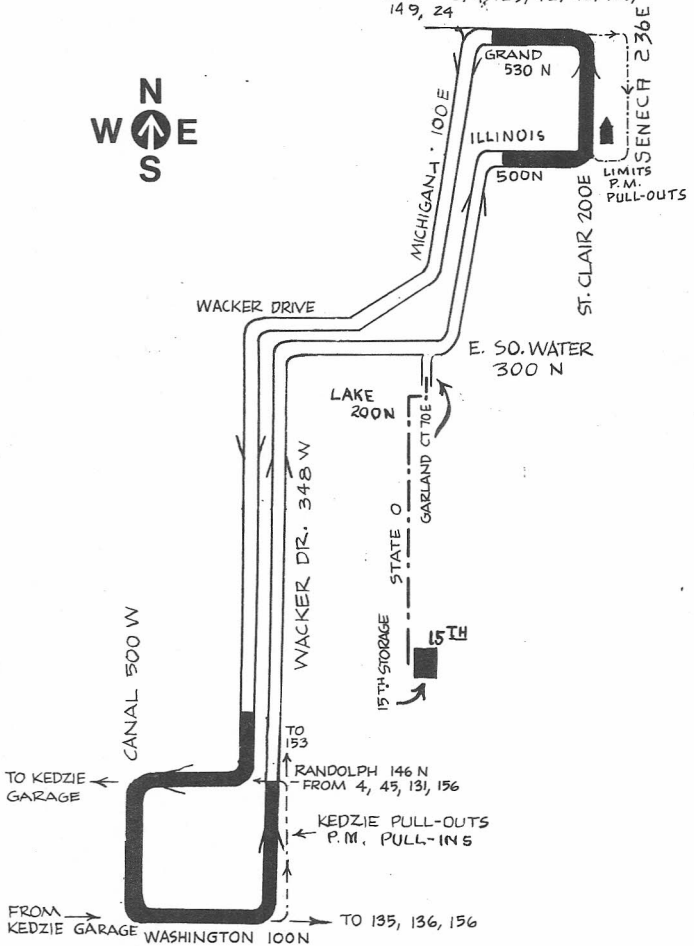 149, 24
N
W E
S
GRAND
530 N
SENECA 236E
MICHIGAN 100E
ILLINOIS
500N
LIMITS
P.M.
PULL-OUTS
ST. CLAIR 200E
WACKER DRIVE
E. SO. WATER
300 N
LAKE
200N
GARLAND CT 70E
WACKER DR. 348 W
STATE 0
15TH STORAGE
15TH
CANAL 500 W
TO
153
TO KEDZIE
GARAGE
RANDOLPH 146 N
FROM 4, 45, 131, 156
KEDZIE PULL-OUTS
P.M. PULL-INS
FROM
KEDZIE GARAGE
WASHINGTON 100N
TO 135, 136, 156